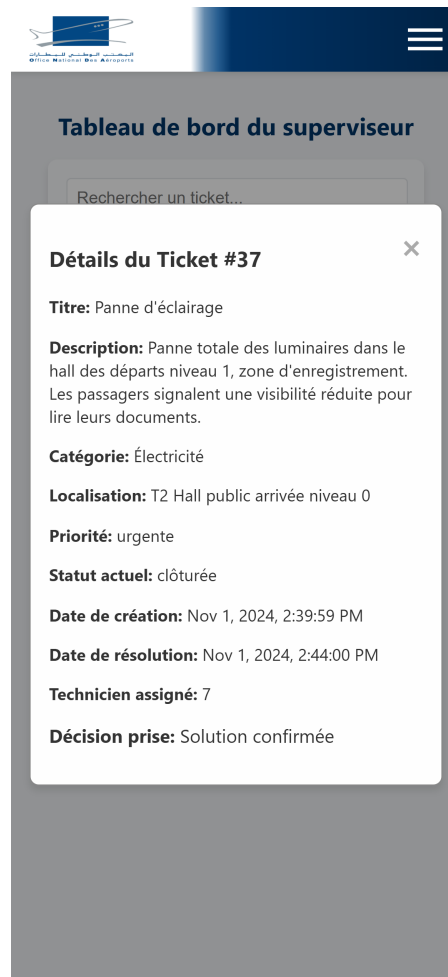 المكتب الوطني للمطارات
Office National Des Aéroports
Tableau de bord du superviseur
Rechercher un ticket...
Détails du Ticket #37
×
Titre: Panne d'éclairage
Description: Panne totale des luminaires dans le
hall des départs niveau 1, zone d'enregistrement.
Les passagers signalent une visibilité réduite pour
lire leurs documents.
Catégorie: Électricité
Localisation: T2 Hall public arrivée niveau 0
Priorité: urgente
Statut actuel: clôturée
Date de création: Nov 1, 2024, 2:39:59 PM
Date de résolution: Nov 1, 2024, 2:44:00 PM
Technicien assigné: 7
Décision prise: Solution confirmée